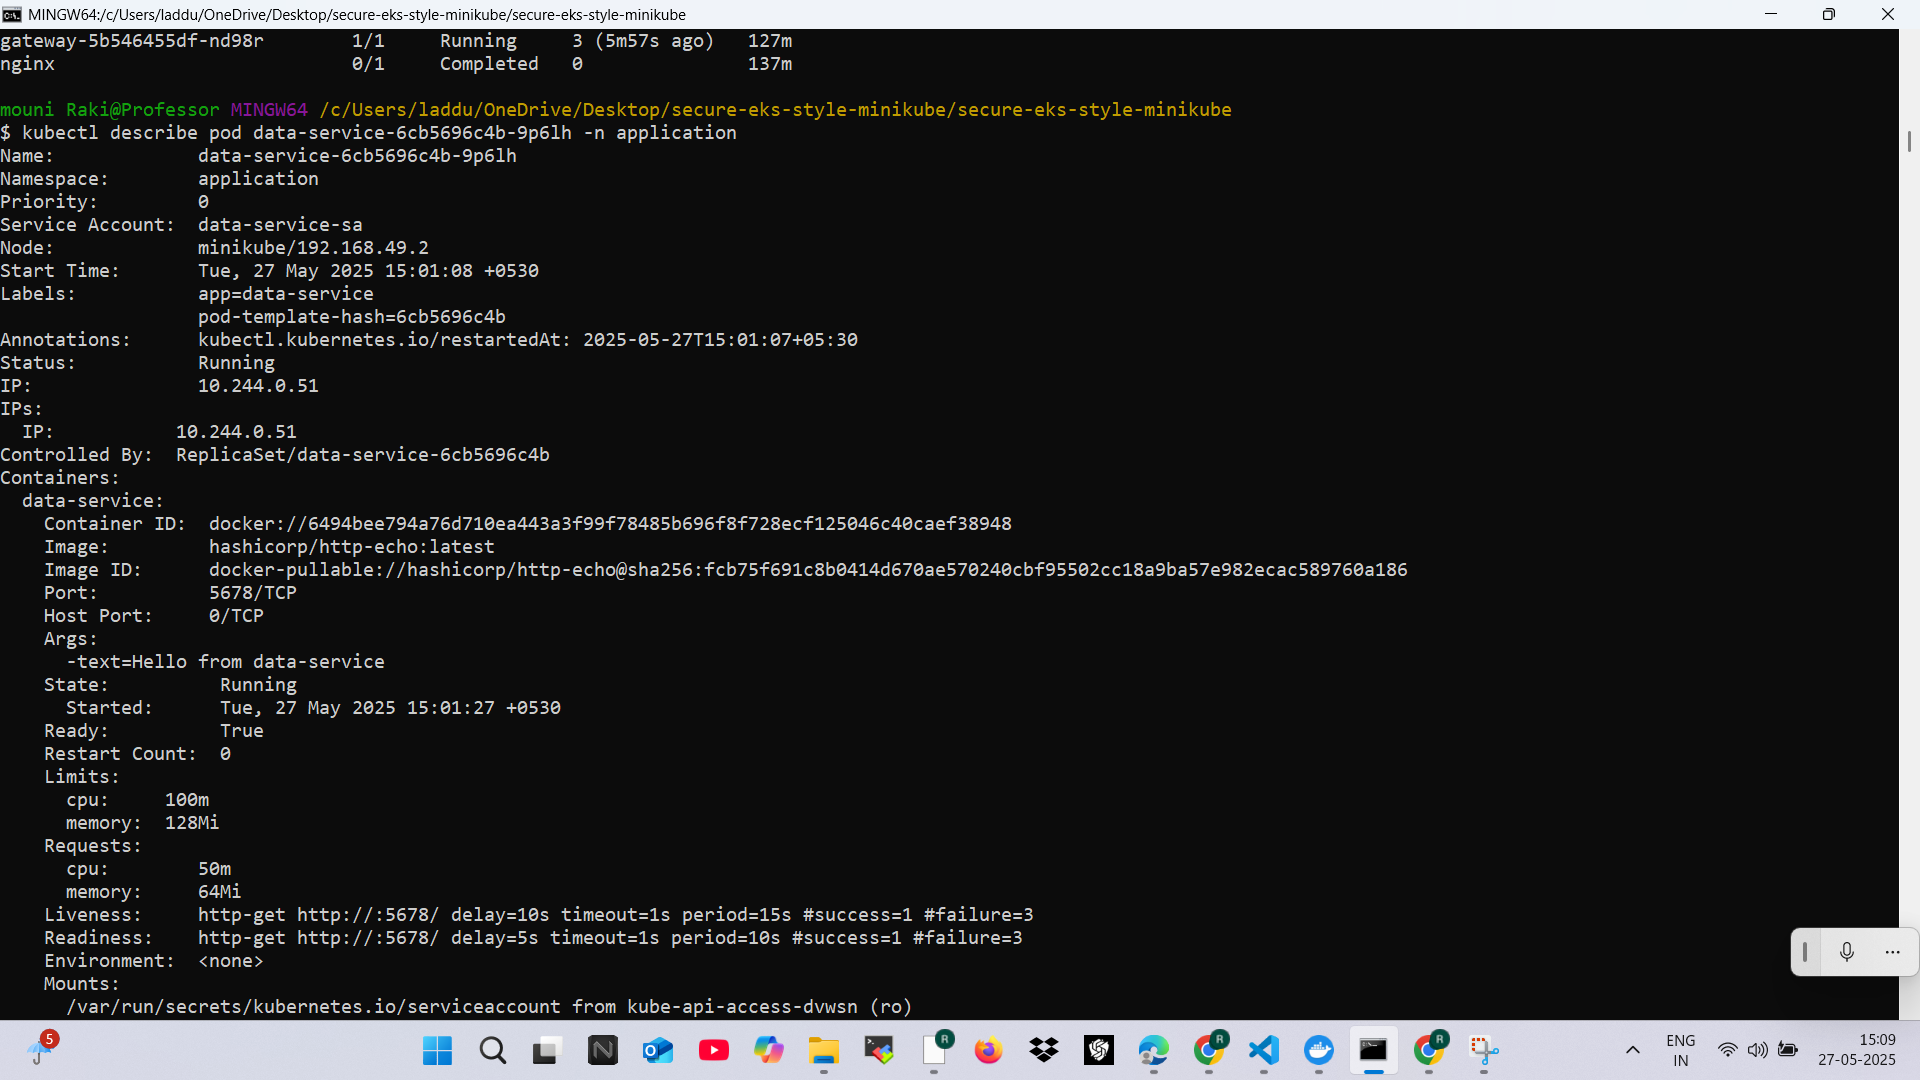 MINGW64:/c/Users/laddu/OneDrive/Desktop/secure-eks-style-minikube/secure-eks-style-minikube
gateway-5b546455df-nd98r        1/1     Running     3 (5m57s ago)   127m
nginx                           0/1     Completed   0               137m
mouni Raki@Professor MINGW64 /c/Users/laddu/OneDrive/Desktop/secure-eks-style-minikube/secure-eks-style-minikube
$ kubectl describe pod data-service-6cb5696c4b-9p6lh -n application
Name:             data-service-6cb5696c4b-9p6lh
Namespace:        application
Priority:         0
Service Account:  data-service-sa
Node:             minikube/192.168.49.2
Start Time:       Tue, 27 May 2025 15:01:08 +0530
Labels:           app=data-service
                  pod-template-hash=6cb5696c4b
Annotations:      kubectl.kubernetes.io/restartedAt: 2025-05-27T15:01:07+05:30
Status:           Running
IP:               10.244.0.51
IPs:
  IP:           10.244.0.51
Controlled By:  ReplicaSet/data-service-6cb5696c4b
Containers:
  data-service:
    Container ID:  docker://6494bee794a76d710ea443a3f99f78485b696f8f728ecf125046c40caef38948
    Image:         hashicorp/http-echo:latest
    Image ID:      docker-pullable://hashicorp/http-echo@sha256:fcb75f691c8b0414d670ae570240cbf95502cc18a9ba57e982ecac589760a186
    Port:          5678/TCP
    Host Port:     0/TCP
    Args:
      -text=Hello from data-service
    State:          Running
      Started:      Tue, 27 May 2025 15:01:27 +0530
    Ready:          True
    Restart Count:  0
    Limits:
      cpu:     100m
      memory:  128Mi
    Requests:
      cpu:        50m
      memory:     64Mi
    Liveness:     http-get http://:5678/ delay=10s timeout=1s period=15s #success=1 #failure=3
    Readiness:    http-get http://:5678/ delay=5s timeout=1s period=10s #success=1 #failure=3
    Environment:  <none>
    Mounts:
      /var/run/secrets/kubernetes.io/serviceaccount from kube-api-access-dvwsn (ro)
5
R
R
R
ENG
IN
15:09
27-05-2025